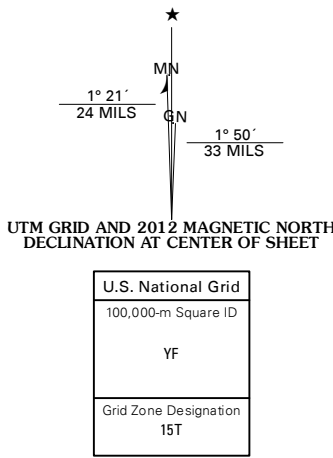 ★
MN
1° 21´
24 MILS
GN
1° 50´
33 MILS
UTM GRID AND 2012 MAGNETIC NORTH
DECLINATION AT CENTER OF SHEET
U.S. National Grid
100,000-m Square ID
YF
Grid Zone Designation
15T